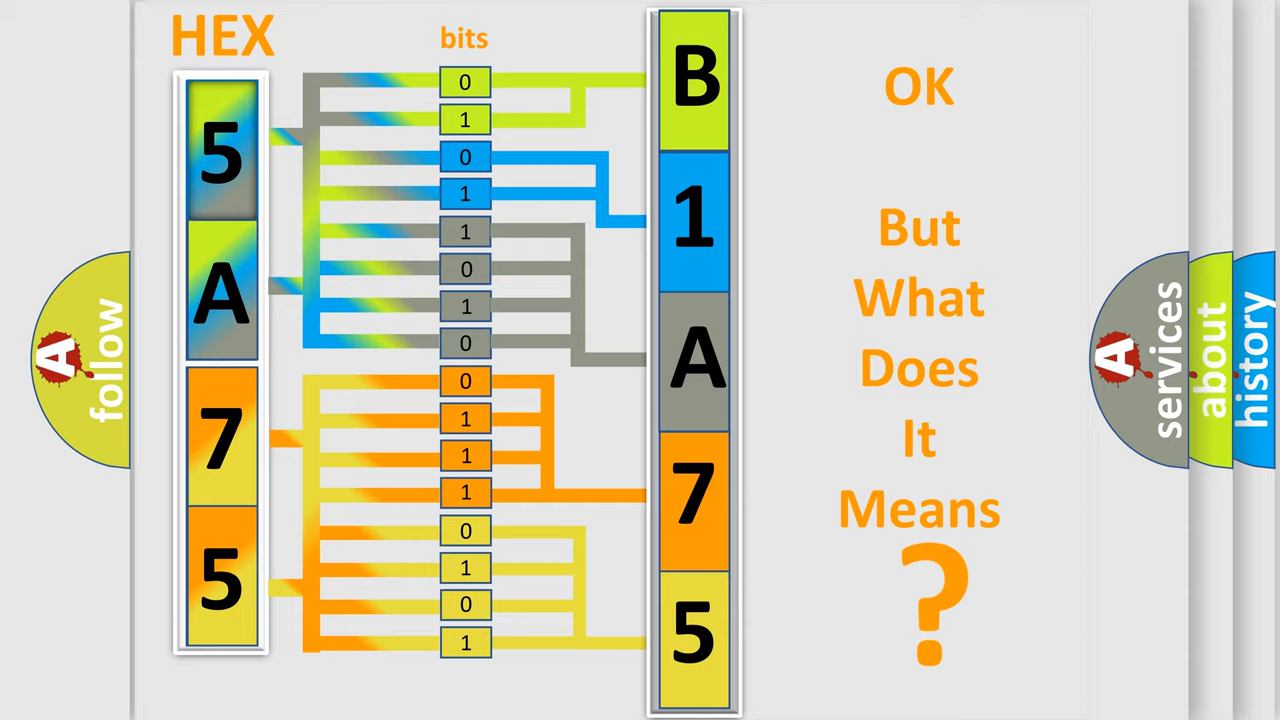 HEX
bits
5
A
7
5
0
1
0
1
1
0
1
0
0
1
1
1
0
1
0
1
B
1
A
7
5
OK
But
What
Does
It
Means
?
A
follow
A
services
about
history